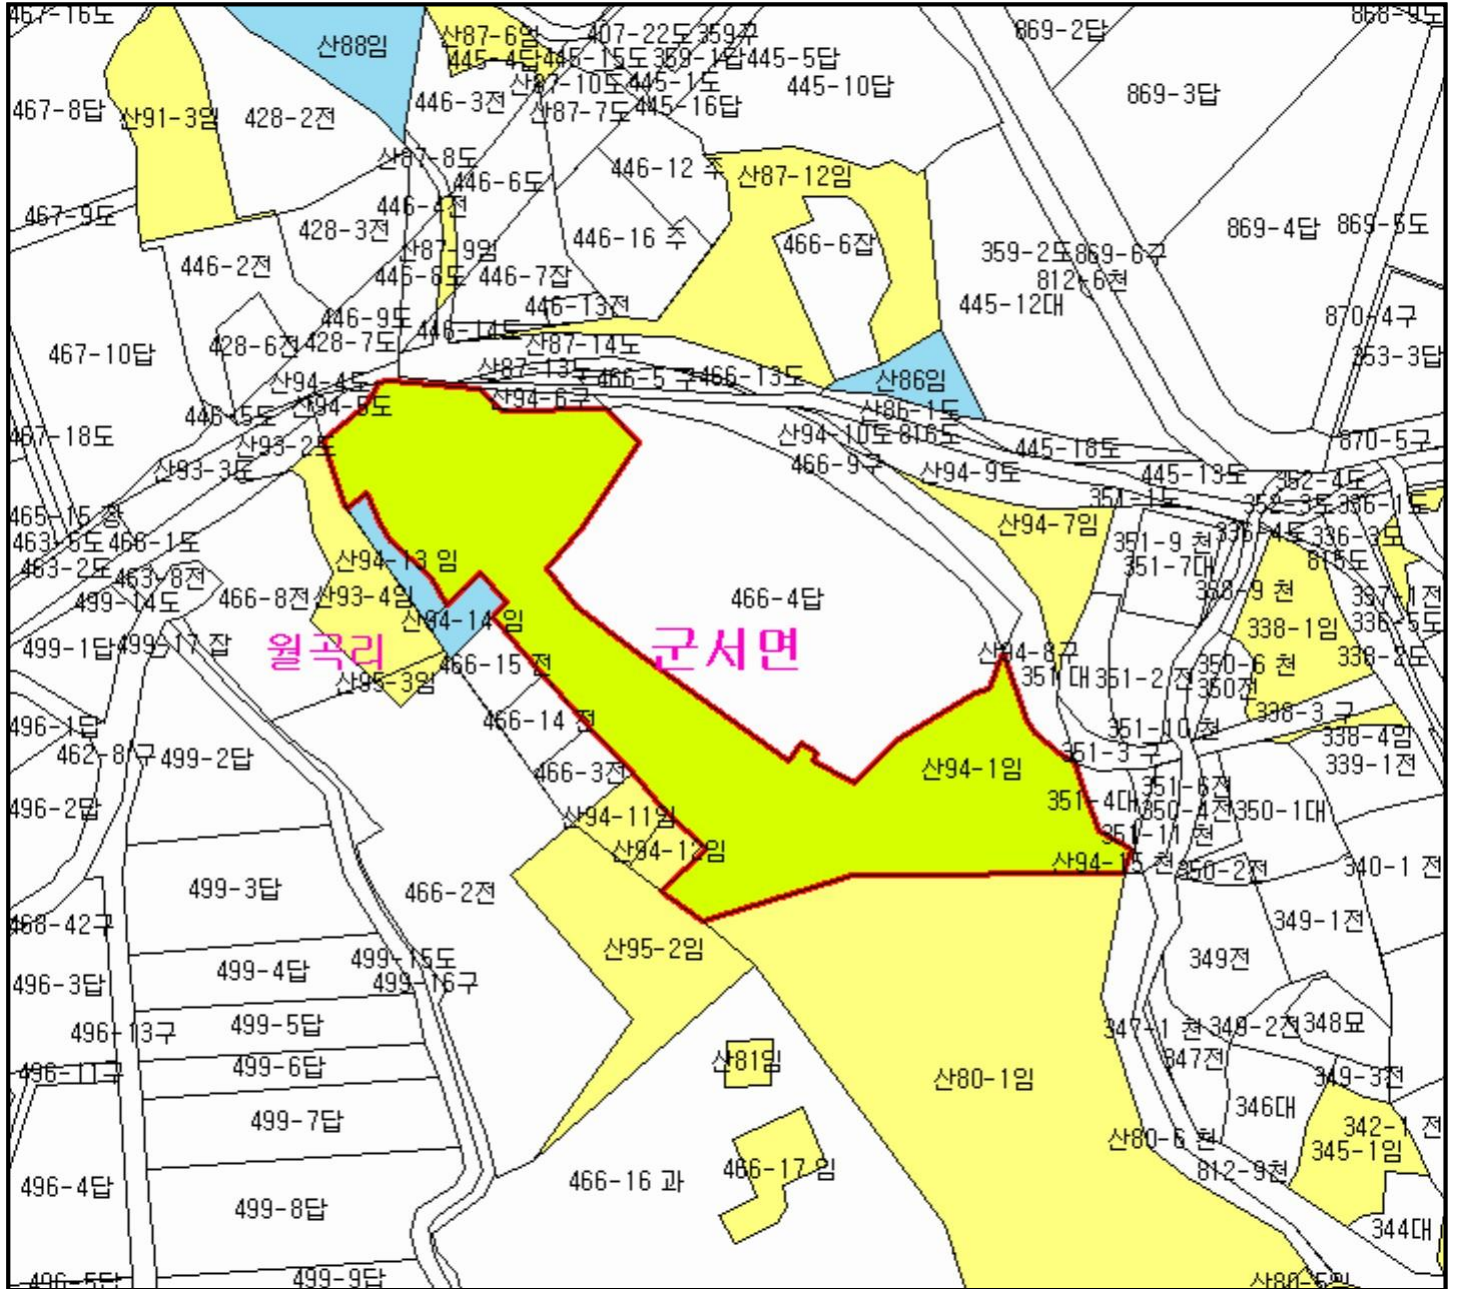 산88임
산87-6임
407-22도
359구
869-2답
445-4답
445-15도
359-1답
445-5답
467-8답
산91-3임
428-2전
446-3전
산87-10도
445-1도
445-10답
869-3답
산87-7도
445-16답
산87-8도
446-6도
446-12 주
산87-12임
467-9도
446-4전
428-3전
446-16 주
466-6잡
869-4답
869-5도
446-2전
산87-9임
446-7잡
359-2도
869-6구
812-6천
446-13전
445-12대
446-9도
446-14도
870-4구
467-10답
428-6전
428-7도
산87-14도
353-3답
산94-4도
산87-13도
466-5 구
466-13도
산86임
446-5도
산94-6구
산86-1도
467-18도
산93-2도
산94-10도
816도
445-18도
870-5구
산93-3도
466-9구
산94-9도
445-13도
352-4도
351-1도
352-3도
336-1도
산94-7임
466-1도
351-9 천
336-3도
463-2도
463-8전
산94-13 임
351-7대
815도
499-14도
466-8전
산93-4임
466-4답
337-1전
499-1답
499-17 잡
산94-14 임
338-1임
336-5도
월곡리
군서면
산94-8구
350-6 천
338-2도
산95-3임
466-15 전
351 대
351-2 전
350전
496-1답
466-14 전
351-10 천
338-3 구
462-8 구
499-2답
351-3 구
338-4임
466-3전
산94-1임
339-1전
496-2답
산94-11임
351-4대
351-6전
350-4전
350-1대
산94-12임
351-11 천
499-3답
466-2전
산94-15 천
350-2전
340-1 전
468-42구
349-1전
499-4답
499-15도
산95-2임
349전
496-3답
499-16구
496-13구
499-5답
347-1 천
349-2전
348묘
496-11구
499-6답
산81임
산80-1임
347전
349-3전
499-7답
346대
342-1 전
산80-6 천
345-1임
496-4답
499-8답
466-16 과
466-17 임
812-9천
344대
499-9답